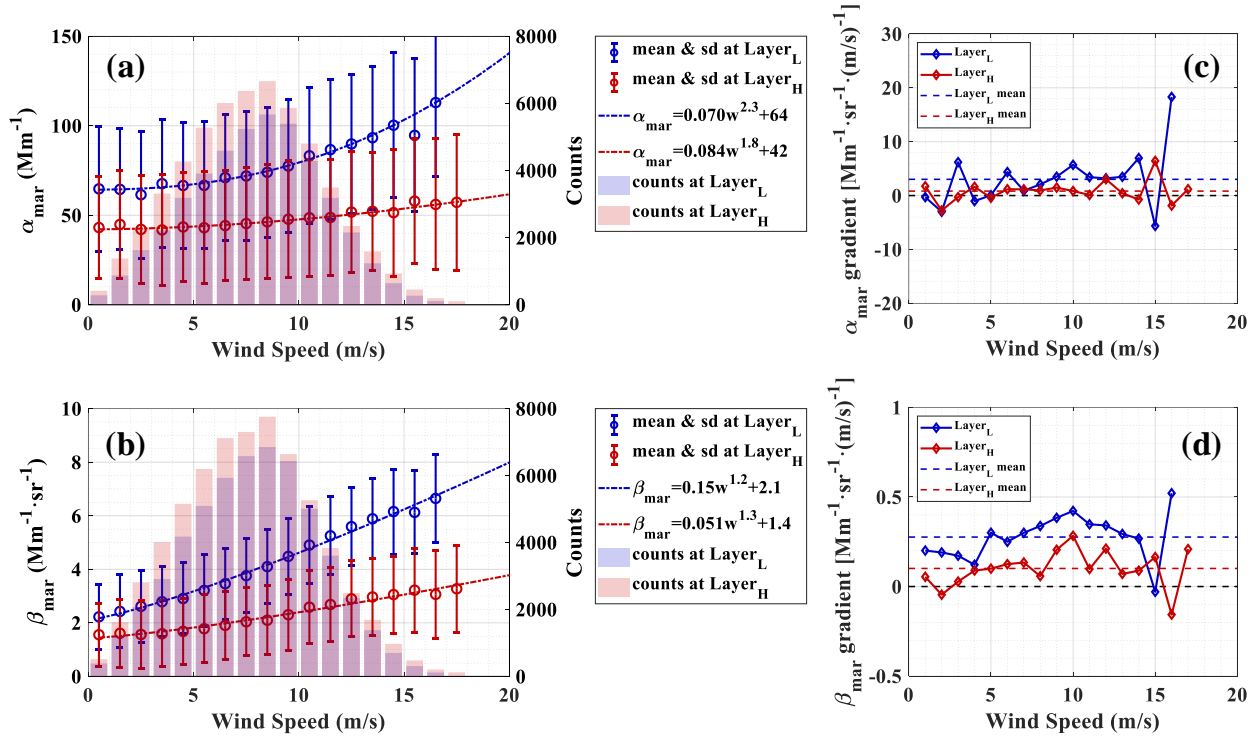 (a)
α_mar (Mm^-1)
150
100
50
0
8000
6000
4000
2000
0
Counts
0 5 10 15 20
Wind Speed (m/s)
mean & sd at Layer_L
mean & sd at Layer_H
α_mar=0.070w^2.3+64
α_mar=0.084w^1.8+42
counts at Layer_L
counts at Layer_H
(c)
α_mar gradient [Mm^-1·sr^-1·(m/s)^-1]
30
20
10
0
-10
-20
0 5 10 15 20
Wind Speed (m/s)
Layer_L
Layer_H
Layer_L mean
Layer_H mean
(b)
β_mar (Mm^-1·sr^-1)
10
8
6
4
2
0
8000
6000
4000
2000
0
Counts
0 5 10 15 20
Wind Speed (m/s)
mean & sd at Layer_L
mean & sd at Layer_H
β_mar=0.15w^1.2+2.1
β_mar=0.051w^1.3+1.4
counts at Layer_L
counts at Layer_H
(d)
β_mar gradient [Mm^-1·sr^-1·(m/s)^-1]
1
0.5
0
-0.5
0 5 10 15 20
Wind Speed (m/s)
Layer_L
Layer_H
Layer_L mean
Layer_H mean